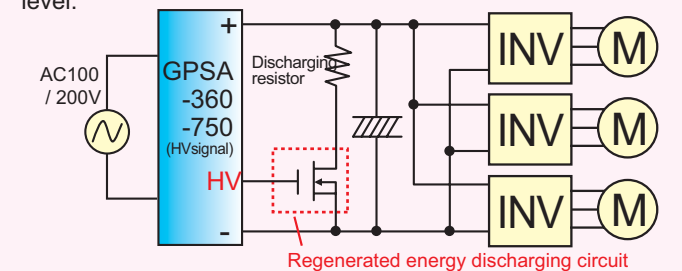 level.
AC100
/ 200V
+
GPSA
-360
-750
(HVsignal)
HV
-
Discharging
resistor
INV
M
INV
M
INV
M
Regenerated energy discharging circuit